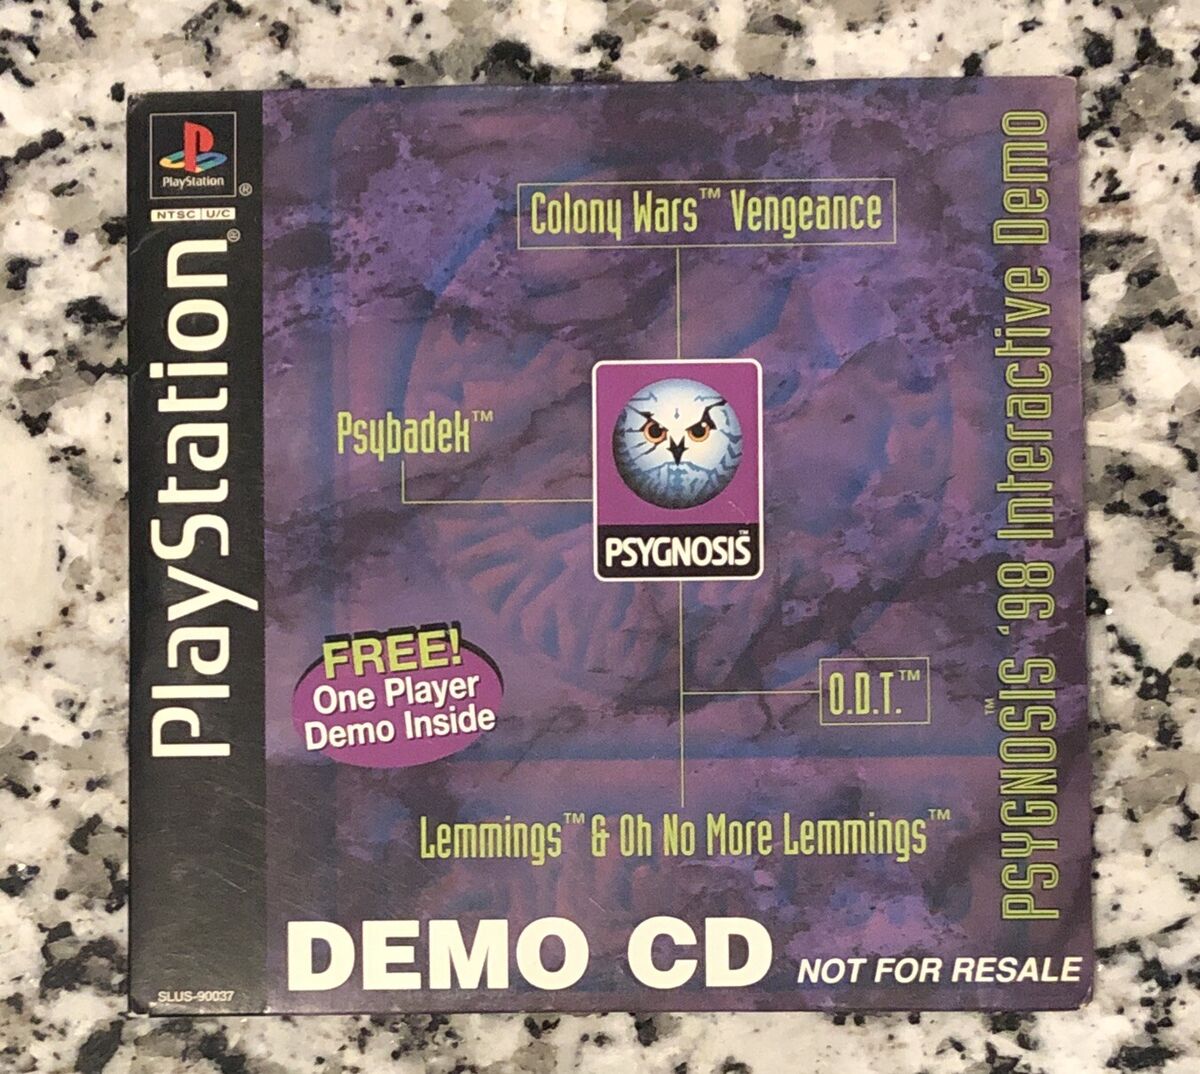 PlayStation
®
NTSC U/C
PlayStation®
SLUS-90037
Colony Wars™ Vengeance
Psybadek™
PSYGNOSIS™
FREE!
One Player
Demo Inside
O.D.T.™
Lemmings™ & Oh No More Lemmings™
PSYGNOSIS™ '98 Interactive Demo
DEMO CD NOT FOR RESALE